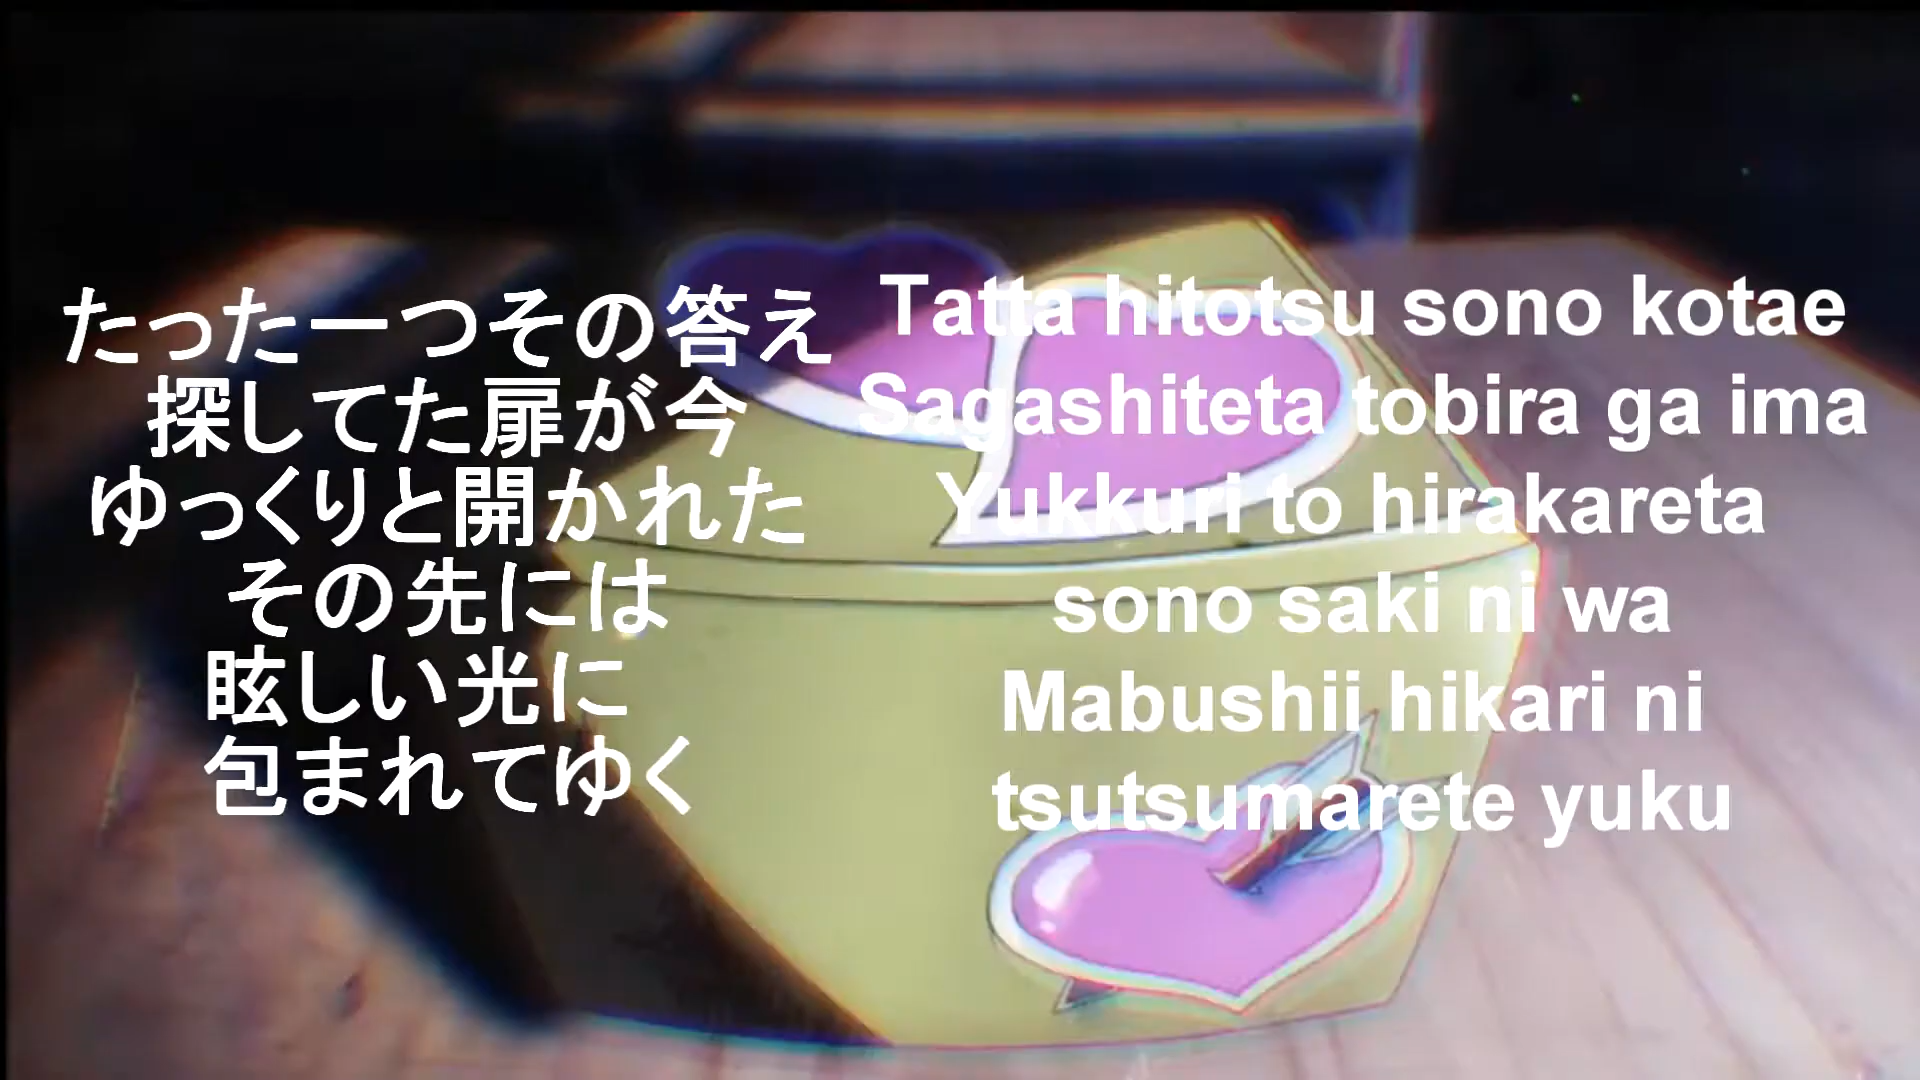 たった一つその答え
探してた扉が今
ゆっくりと開かれた
その先には
眩しい光に
包まれてゆく
Tatta hitotsu sono kotae
Sagashiteta tobira ga ima
Yukkuri to hirakareta
sono saki ni wa
Mabushii hikari ni
tsutsumarete yuku